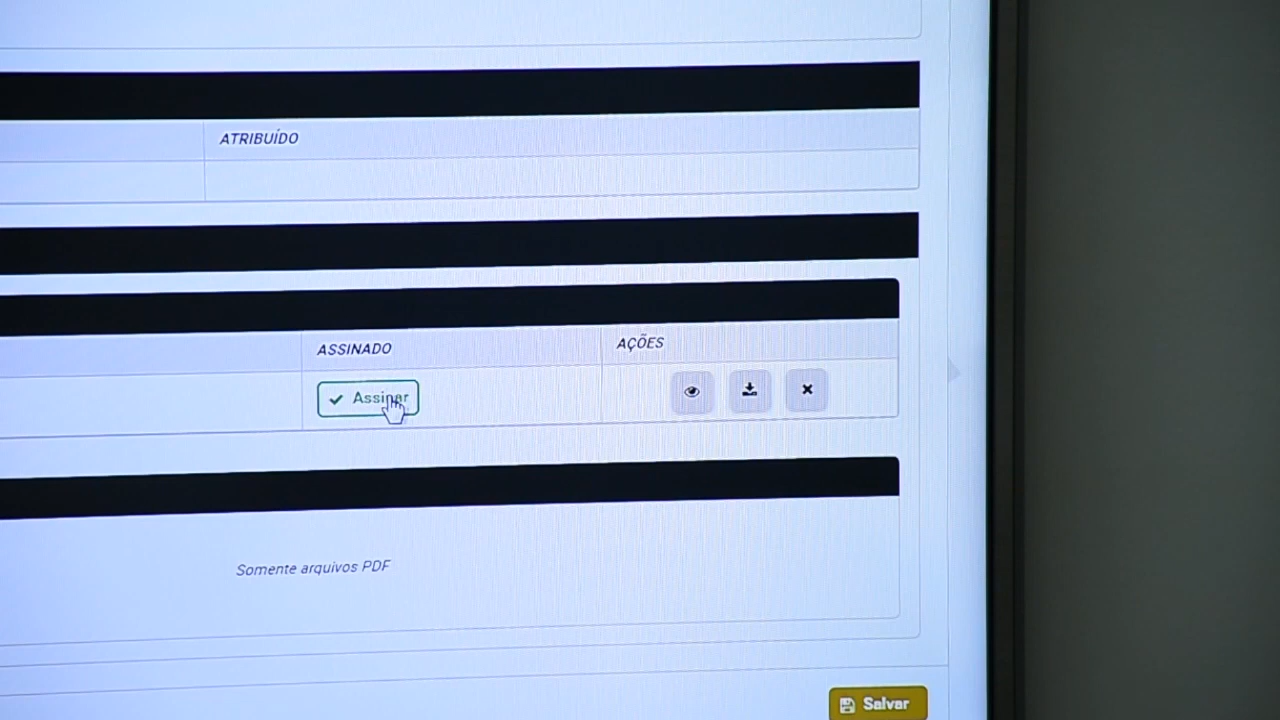 ATRIBUÍDO
ASSINADO
AÇÕES
Assinar
Somente arquivos PDF
Salvar